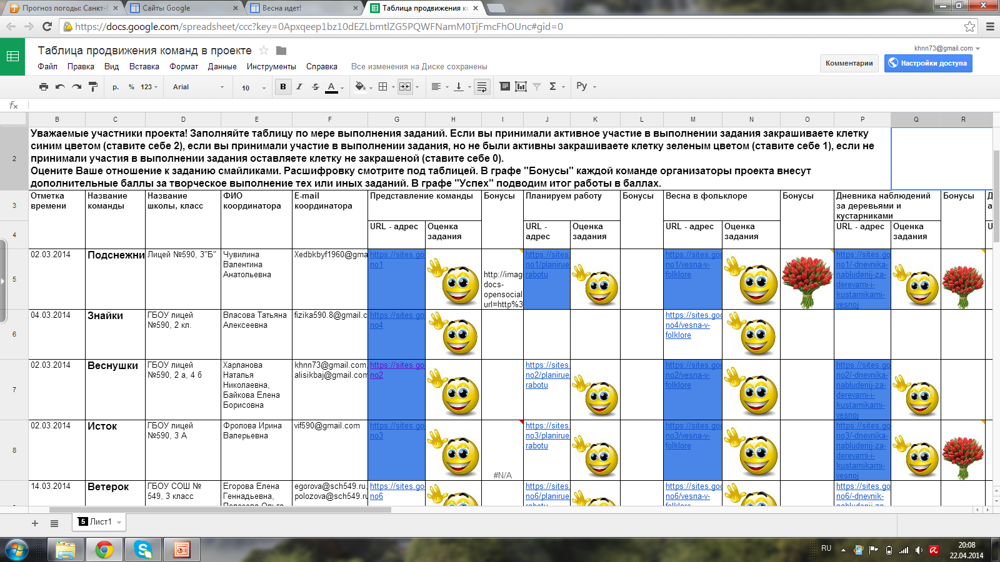 Прогноз погоды: Санкт-
Сайты Google
Весна идет!
Таблица продвижения к
https://docs.google.com/spreadsheet/ccc?key=0Apxqeep1bz10dEZLbmtlZG5PQWFNamM0TjFmcFhOUnc#gid=0
Таблица продвижения команд в проекте
khnn73@gmail.com
Файл Правка Вид Вставка Формат Данные Инструменты Справка Все изменения на Диске сохранены
Комментарии
Настройки доступа
р. % 123 Arial 10 B I S A Σ Ру
fx
B C D E F G H I J K L M N O P Q R
2
Уважаемые участники проекта! Заполняйте таблицу по мере выполнения заданий. Если вы принимали активное участие в выполнении задания закрашиваете клетку
синим цветом (ставите себе 2), если вы принимали участие в выполнении задания, но не были активны закрашиваете клетку зеленым цветом (ставите себе 1), если не
принимали участия в выполнении задания оставляете клетку не закрашеной (ставите себе 0).
Оцените Ваше отношение к заданию смайликами. Расшифровку смотрите под таблицей. В графе "Бонусы" каждой команде организаторы проекта внесут
дополнительные баллы за творческое выполнение тех или иных заданий. В графе "Успех" подводим итог работы в баллах.
3
Отметка
времени
Название
команды
Название
школы, класс
ФИО
координатора
E-mail
координатора
Представление команды
Бонусы
Планируем работу
Бонусы
Весна в фольклоре
Бонусы
Дневника наблюдений
за деревьями и
кустарниками
Бонусы
4
URL - адрес
Оценка
задания
URL -
адрес
Оценка
задания
URL - адрес
Оценка
задания
URL - адрес
Оценка
задания
5
02.03.2014
Подснежни
Лицей №590, 3"Б"
Чувилина
Валентина
Анатольевна
Xedbkbyf1960@gma
https://sites.go
no1
http://imag
docs-
opensocial
url=http%3
https://sites
no1/planirue
rabotu
https://sites.goo
no1/vesna-v-
folklore
https://sites.go
no1/-dnevnika-
nabludenij-za-
derevami-i-
kustarnikami-
vesnoj
6
04.03.2014
Знайки
ГБОУ лицей
№590, 2 кл.
Власова Татьяна
Алексеевна
fizika590.8@gmail.c
https://sites.go
no4
https://sites.goo
no4/vesna-v-
folklore
7
02.03.2014
Веснушки
ГБОУ лицей
№590, 2 а, 4 б
Харланова
Наталья
Николаевна,
Байкова Елена
Борисовна
khnn73@gmail.com,
alisikbaj@gmail.com
https://sites.go
no2
https://sites
no2/planirue
rabotu
https://sites.goo
no2/vesna-v-
folklore
https://sites.go
no2/-dnevnika-
nabludenij-za-
derevami-i-
kustarnikami-
vesnoj
8
02.03.2014
Исток
ГБОУ лицей
№590, 3 А
Фролова Ирина
Валерьевна
vif590@gmail.com
https://sites.go
no3
#N/A
https://sites
no3/planirue
rabotu
https://sites.goo
no3/vesna-v-
folklore
https://sites.go
no3/-dnevnika-
nabludenij-za-
derevami-i-
kustarnikami-
vesnoj
14.03.2014
Ветерок
ГБОУ СОШ №
549, 3 класс
Егорова Елена
Геннадьевна,
egorova@sch549.ru,
polozova@sch549.ru
https://sites.go
no6
https://sites
no6/planirue
https://sites.goo
no6/vesna-v-
https://sites.go
no6/-dnevnik-
5 Лист1
RU
20:08
22.04.2014